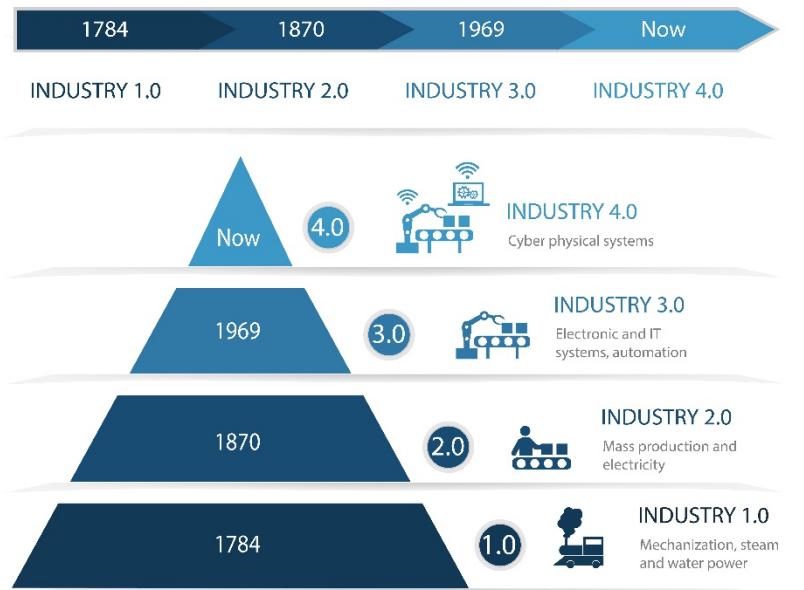 1784
1870
1969
Now
INDUSTRY 1.0
INDUSTRY 2.0
INDUSTRY 3.0
INDUSTRY 4.0
Now
4.0
INDUSTRY 4.0
Cyber physical systems
1969
3.0
INDUSTRY 3.0
Electronic and IT
systems, automation
1870
2.0
INDUSTRY 2.0
Mass production and
electricity
1784
1.0
INDUSTRY 1.0
Mechanization, steam
and water power